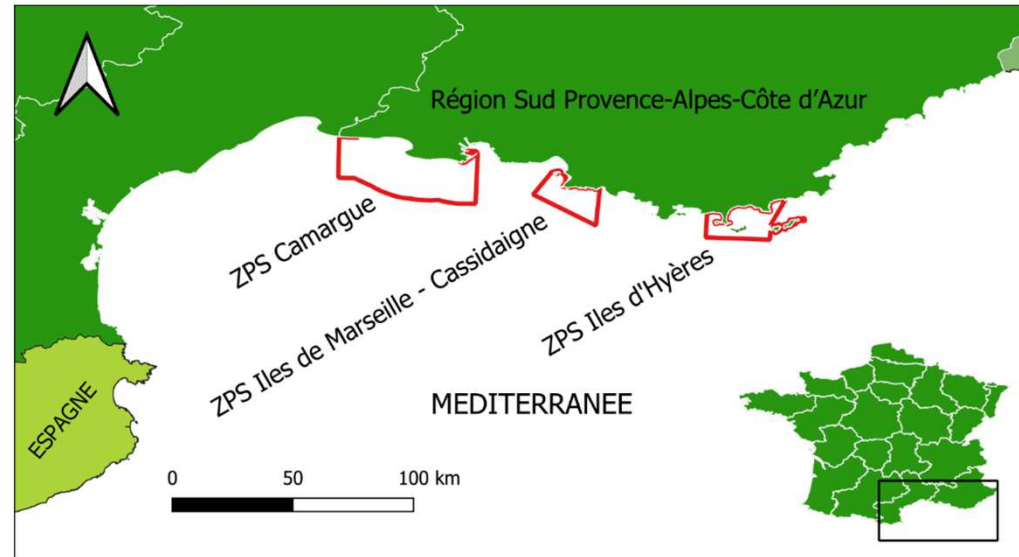 Région Sud Provence-Alpes-Côte d'Azur
ZPS Camargue
ZPS Iles de Marseille - Cassidaigne
ZPS Iles d'Hyères
MEDITERRANEE
ESPAGNE
0 50 100 km